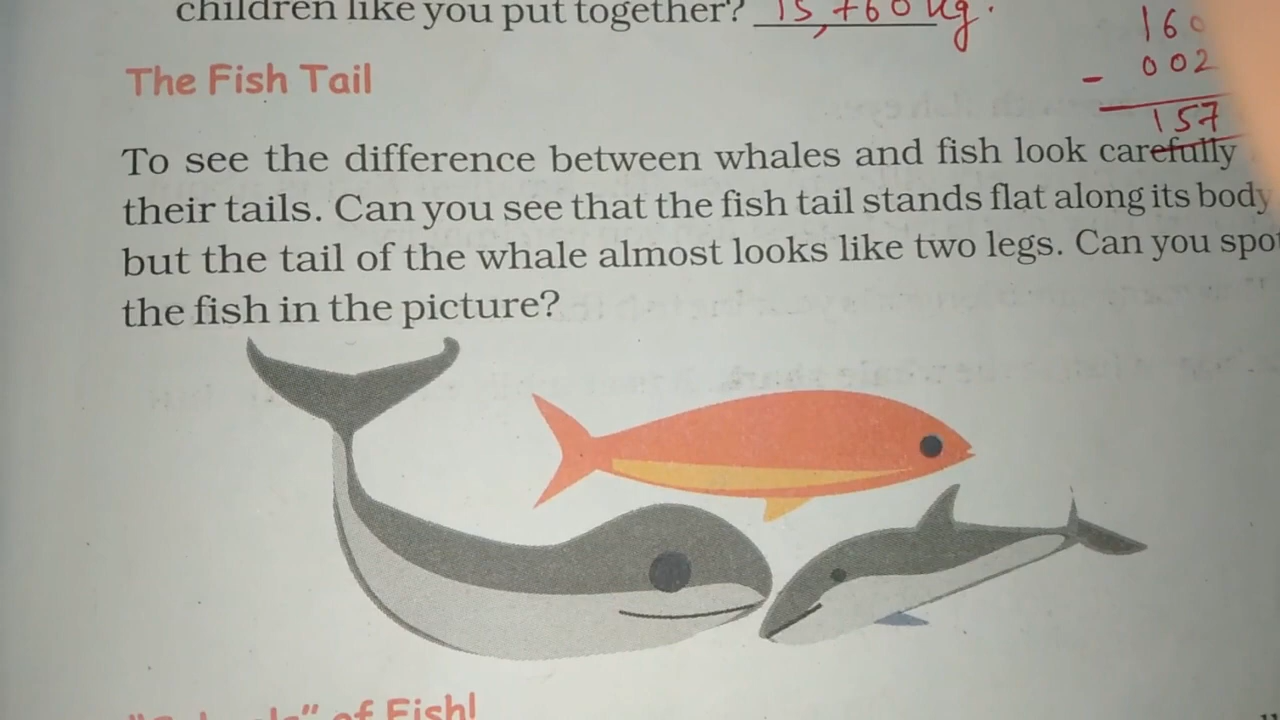 children like you put together? 15,760 kg.
160
- 002
157
The Fish Tail
To see the difference between whales and fish look carefully
their tails. Can you see that the fish tail stands flat along its body
but the tail of the whale almost looks like two legs. Can you spot
the fish in the picture?
of Fish!